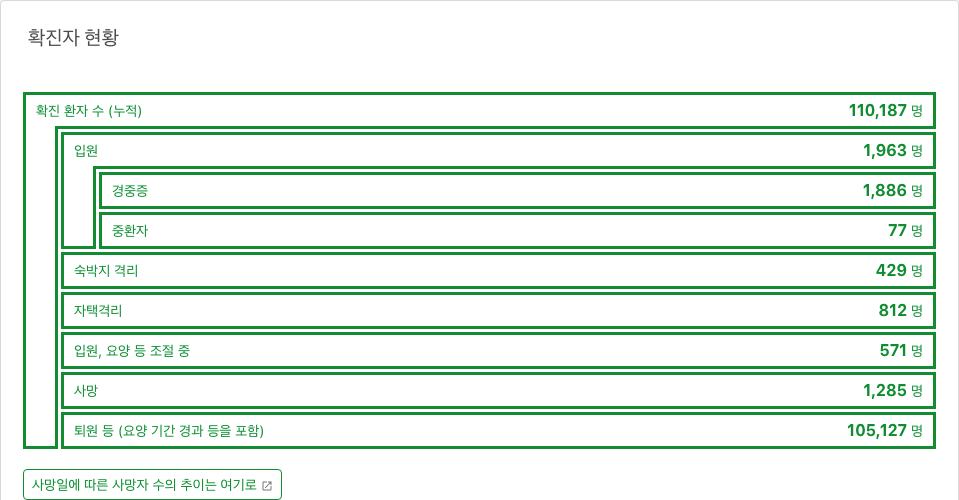 확진자 현황
확진 환자 수 (누적) 110,187 명
입원 1,963 명
경중증 1,886 명
중환자 77 명
숙박지 격리 429 명
자택격리 812 명
입원, 요양 등 조절 중 571 명
사망 1,285 명
퇴원 등 (요양 기간 경과 등을 포함) 105,127 명
사망일에 따른 사망자 수의 추이는 여기로